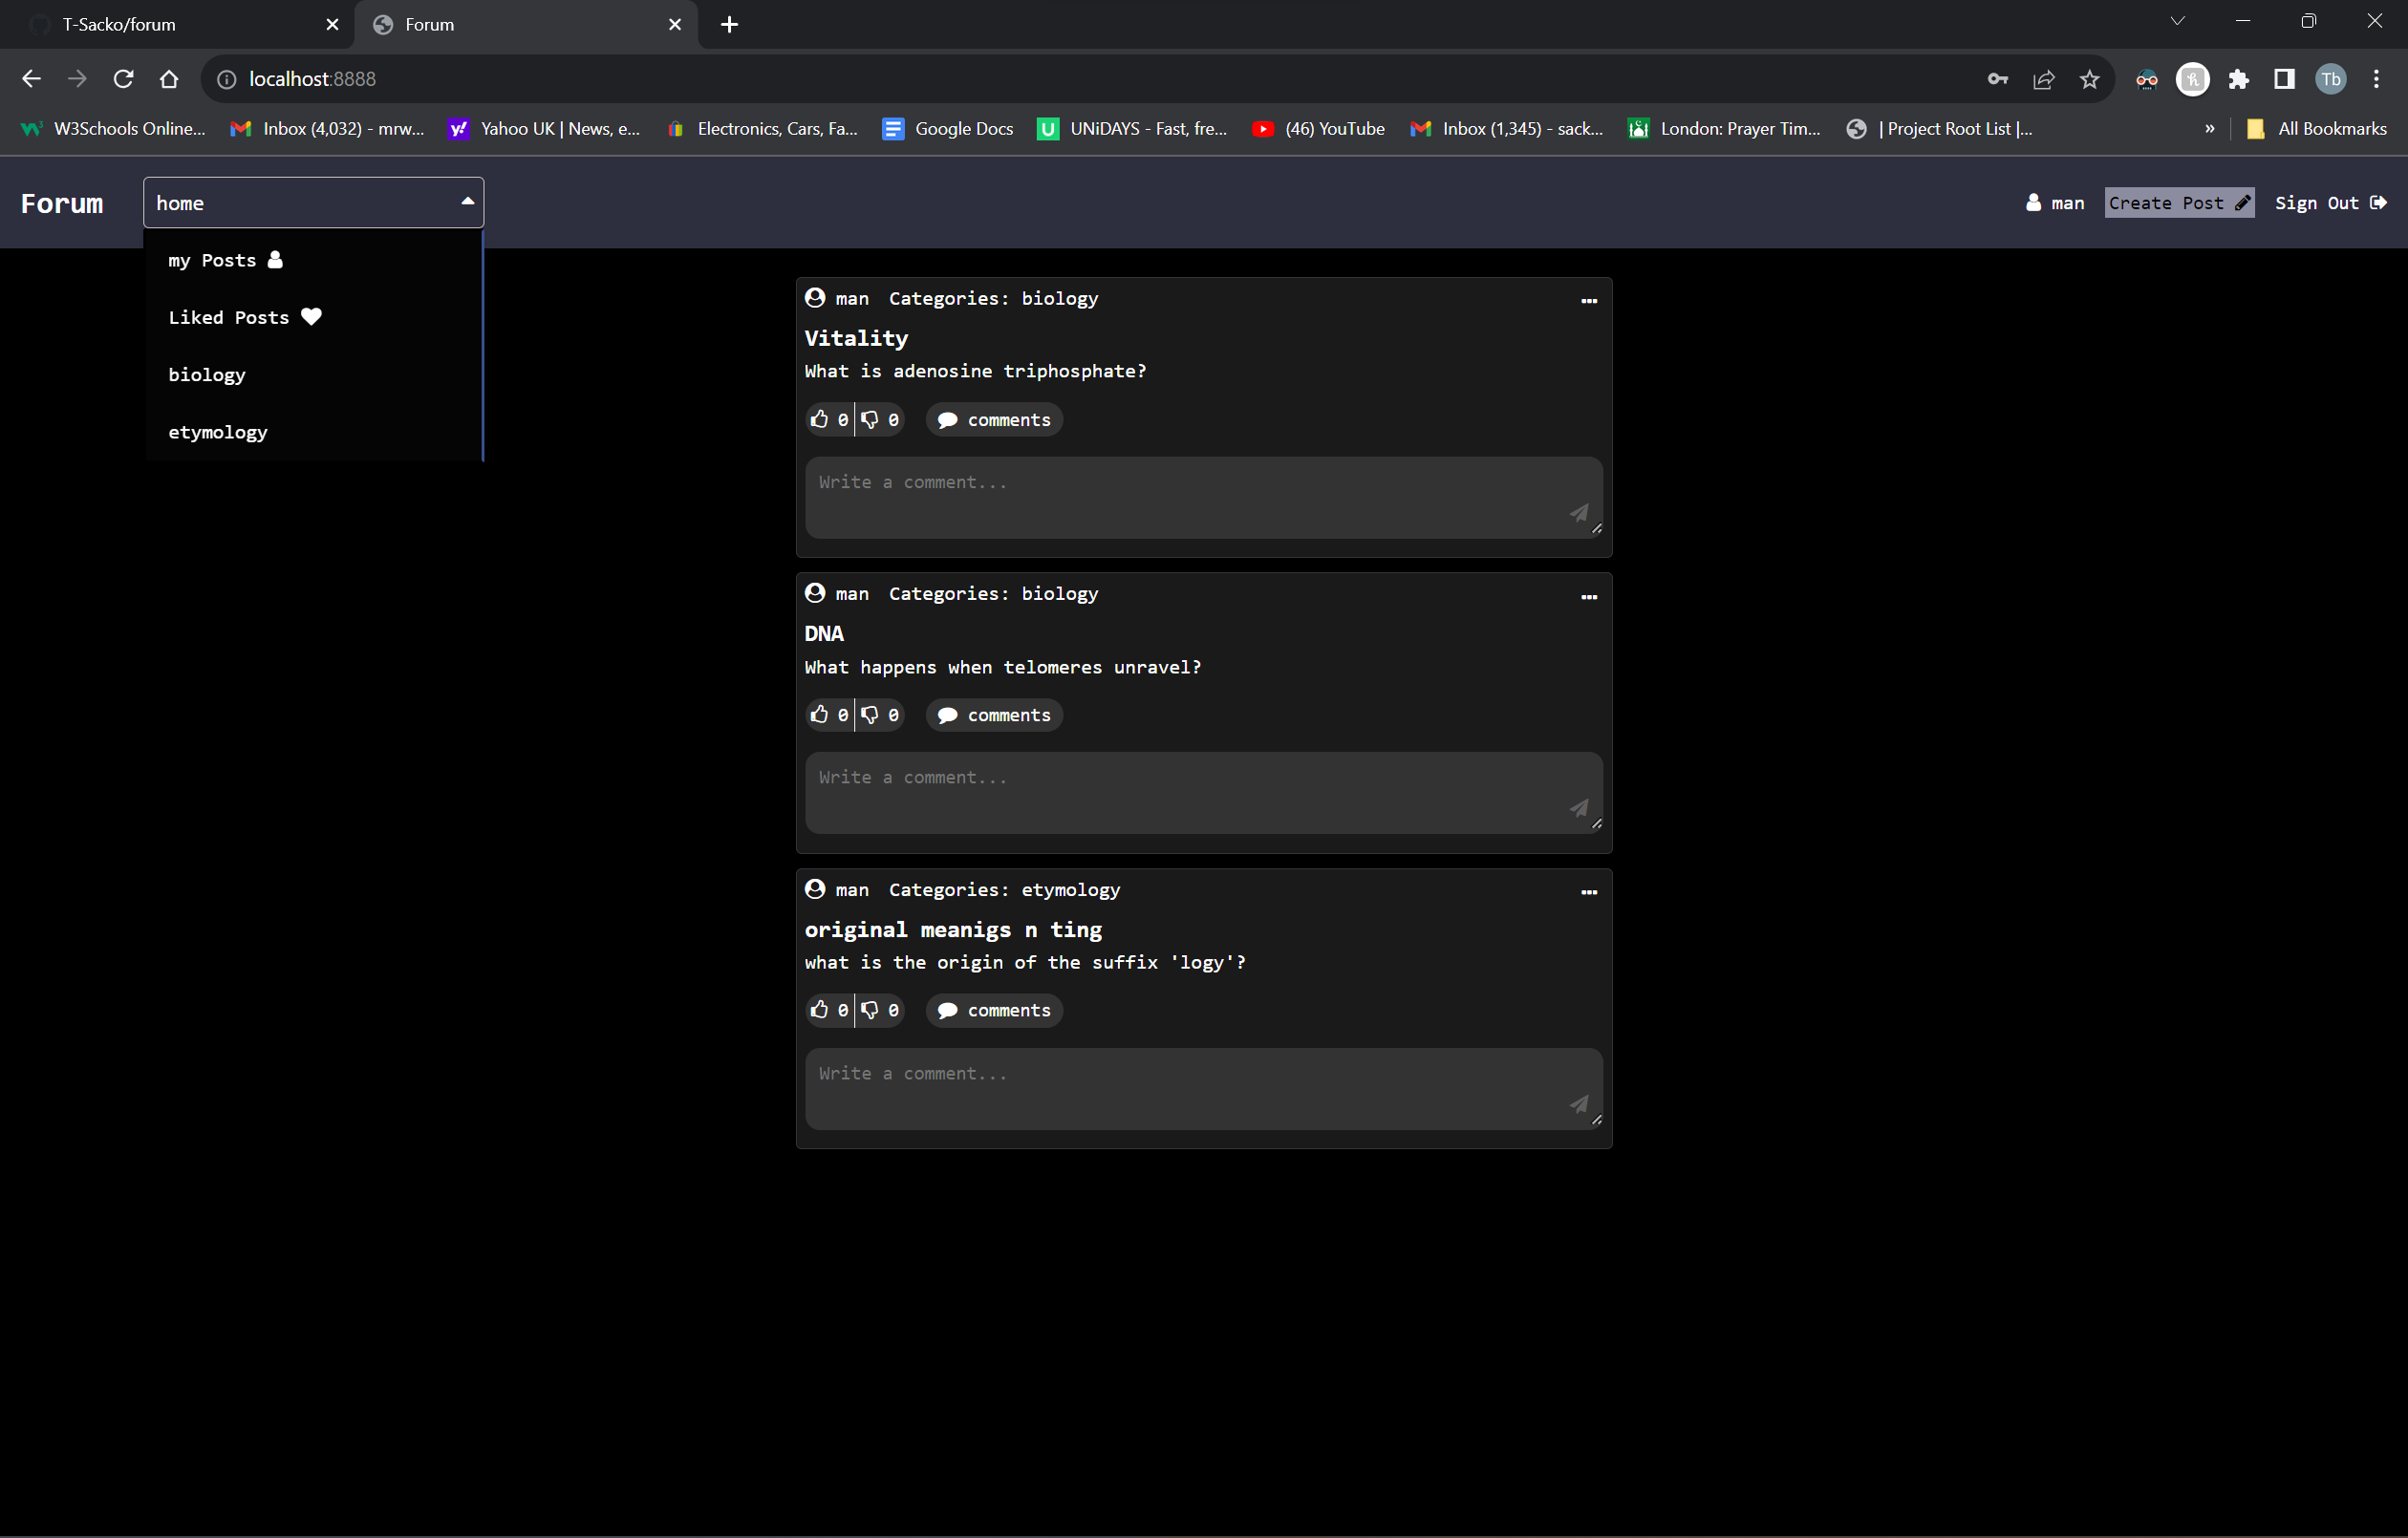 T-Sacko/forum
Forum
localhost:8888
Tb
W3Schools Online...
Inbox (4,032) - mrw...
Yahoo UK | News, e...
Electronics, Cars, Fa...
Google Docs
UNiDAYS - Fast, fre...
(46) YouTube
Inbox (1,345) - sack...
London: Prayer Tim...
| Project Root List |...
» All Bookmarks
Forum
home
man
Create Post
Sign Out
my Posts
Liked Posts
biology
etymology
man Categories: biology
Vitality
What is adenosine triphosphate?
0 0 comments
Write a comment...
man Categories: biology
DNA
What happens when telomeres unravel?
0 0 comments
Write a comment...
man Categories: etymology
original meanigs n ting
what is the origin of the suffix 'logy'?
0 0 comments
Write a comment...